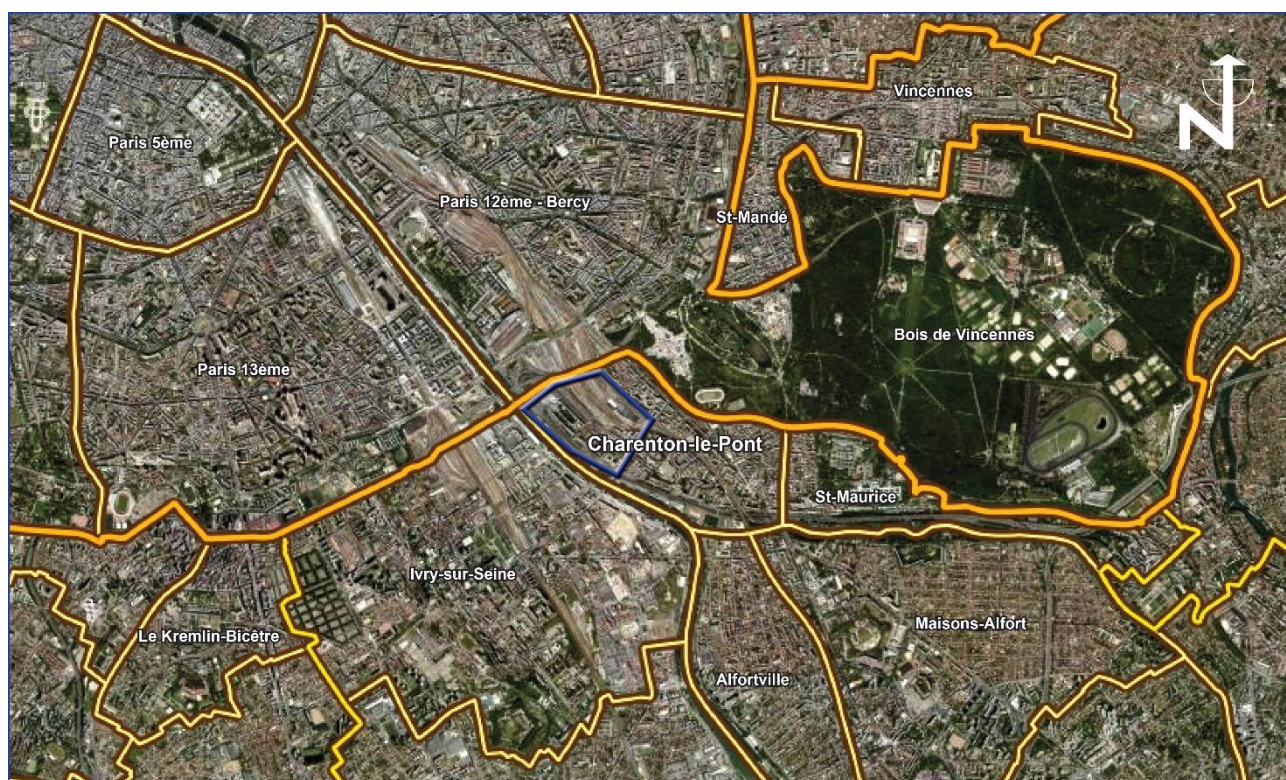 Vincennes
N
Paris 5ème
Paris 12ème - Bercy
St-Mandé
Bois de Vincennes
Paris 13ème
Charenton-le-Pont
St-Maurice
Ivry-sur-Seine
Le Kremlin-Bicêtre
Maisons-Alfort
Alfortville